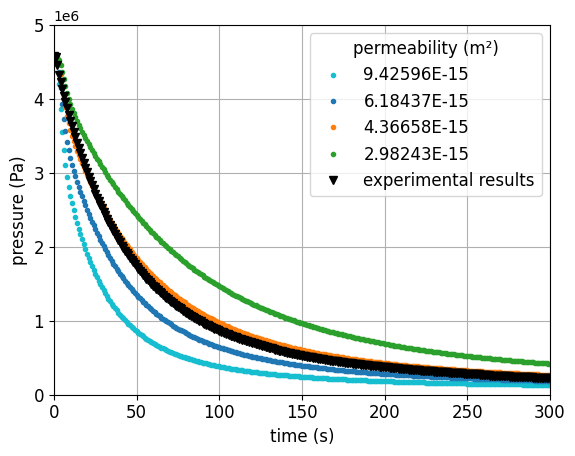 1e6
5
4
3
2
1
0
pressure (Pa)
permeability (m²)
9.42596E-15
6.18437E-15
4.36658E-15
2.98243E-15
experimental results
0 50 100 150 200 250 300
time (s)